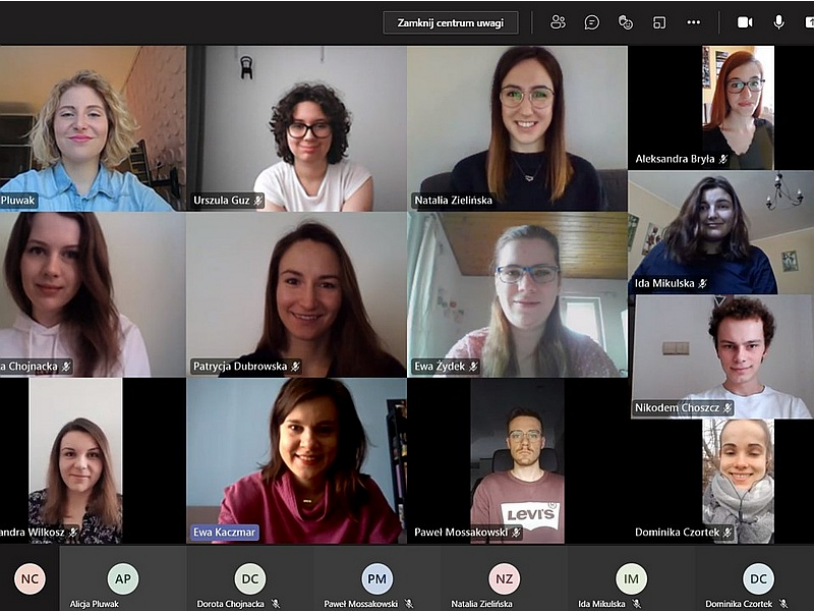 Zamknij centrum uwagi
Pluwak
Urszula Guz
Natalia Zielińska
Aleksandra Bryła
a Chojnacka
Patrycja Dubrowska
Ewa Żydek
Ida Mikulska
Nikodem Choszcz
andra Wilkosz
Ewa Kaczmar
Paweł Mossakowski
LEVI'S
Dominika Czortek
NC
AP
DC
PM
NZ
IM
DC
Alicja Pluwak
Dorota Chojnacka
Paweł Mossakowski
Natalia Zielińska
Ida Mikulska
Dominika Czortek